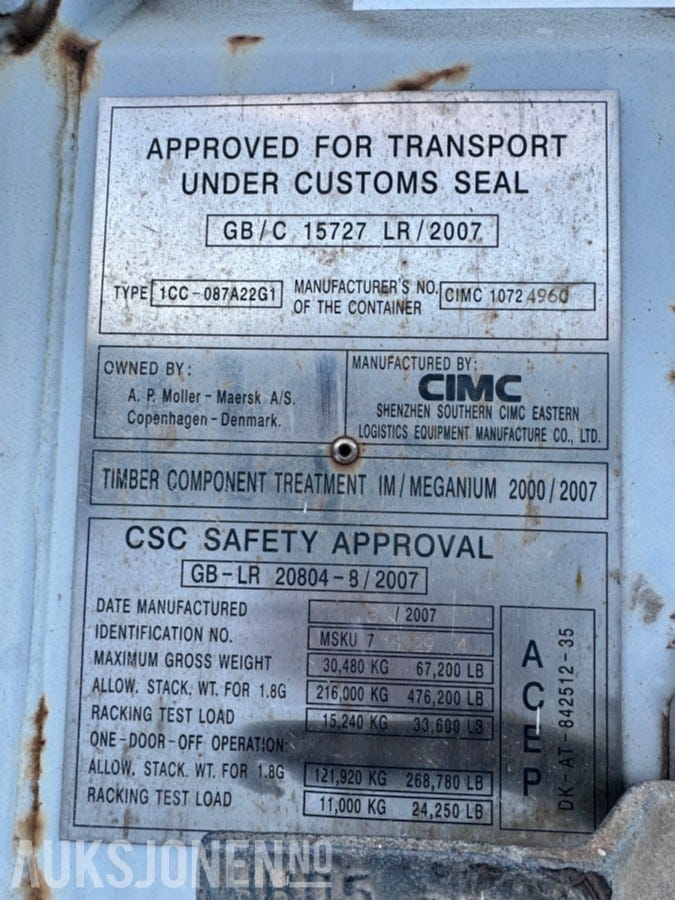 APPROVED FOR TRANSPORT
UNDER CUSTOMS SEAL
GB/C 15727 LR/2007
TYPE 1CC-087A22G1 MANUFACTURER'S NO. OF THE CONTAINER CIMC 10724960
OWNED BY:
A. P. Moller-Maersk A/S.
Copenhagen-Denmark.
MANUFACTURED BY:
CIMC
SHENZHEN SOUTHERN CIMC EASTERN
LOGISTICS EQUIPMENT MANUFACTURE CO., LTD.
TIMBER COMPONENT TREATMENT IM/MEGANIUM 2000/2007
CSC SAFETY APPROVAL
GB-LR 20804-8/2007
DATE MANUFACTURED /2007
IDENTIFICATION NO. MSKU 7
MAXIMUM GROSS WEIGHT 30,480 KG 67,200 LB
ALLOW. STACK. WT. FOR 1.8G 216,000 KG 476,200 LB
RACKING TEST LOAD 15,240 KG 33,600 LB
ONE-DOOR-OFF OPERATION:
ALLOW. STACK. WT. FOR 1.8G 121,920 KG 268,780 LB
RACKING TEST LOAD 11,000 KG 24,250 LB
ACEP
DK-AT-842512-35
AUKSJONEN.NO